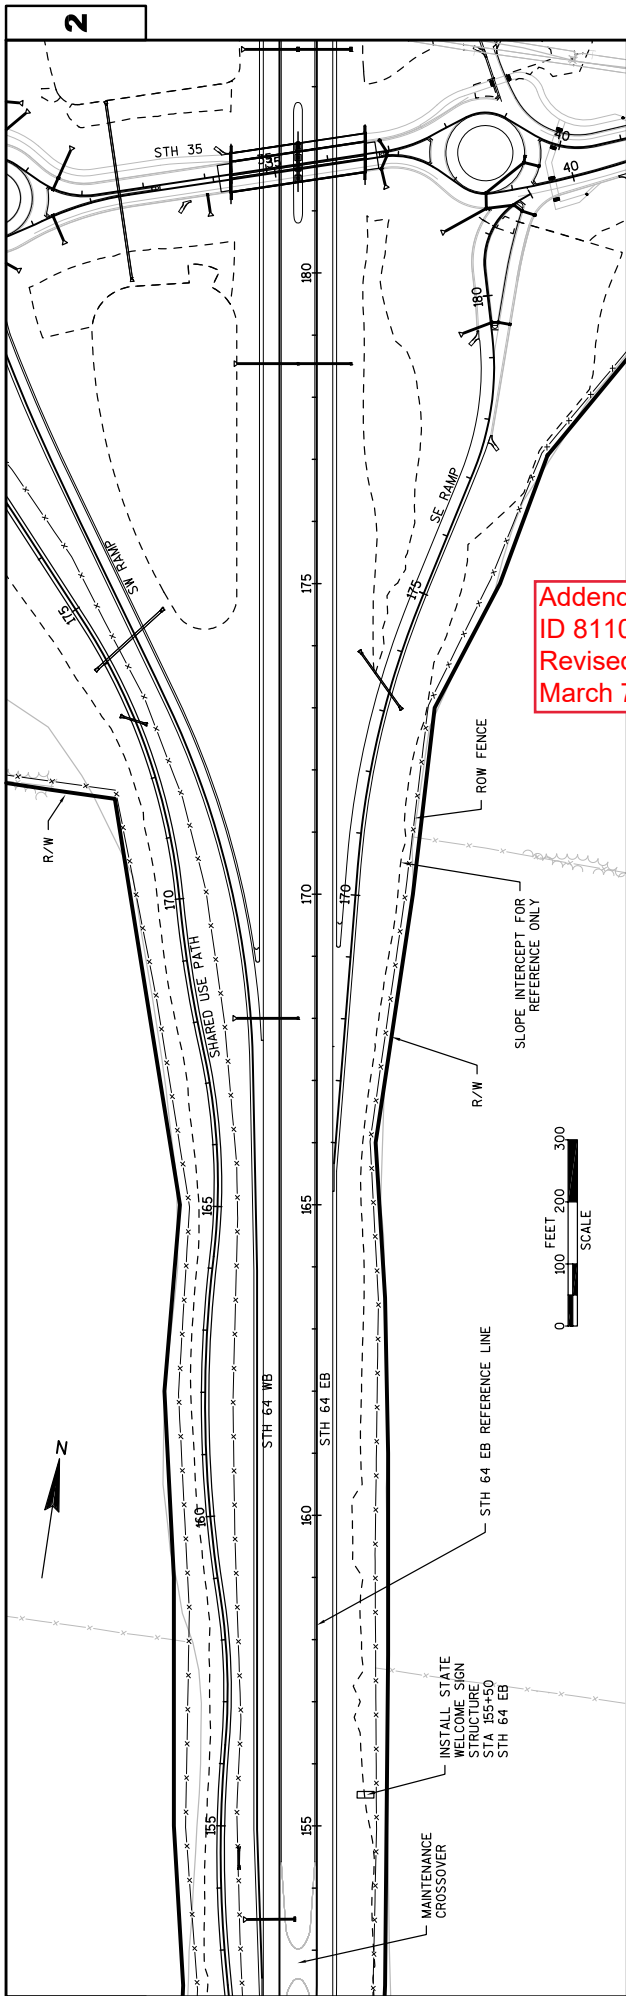 2
STH 35
35
40
40
180
180
SE RAMP
SW RAMP
175
175
Addend
ID 8110
Revised
March 7
R/W
ROW FENCE
170
170
170
SHARED USE PATH
SLOPE INTERCEPT FOR
REFERENCE ONLY
R/W
165
165
0 100 200 300
FEET
SCALE
N
STH 64 WB
STH 64 EB
STH 64 EB REFERENCE LINE
160
160
INSTALL STATE
WELCOME SIGN
STRUCTURE
STA 155+50
STH 64 EB
155
155
MAINTENANCE
CROSSOVER